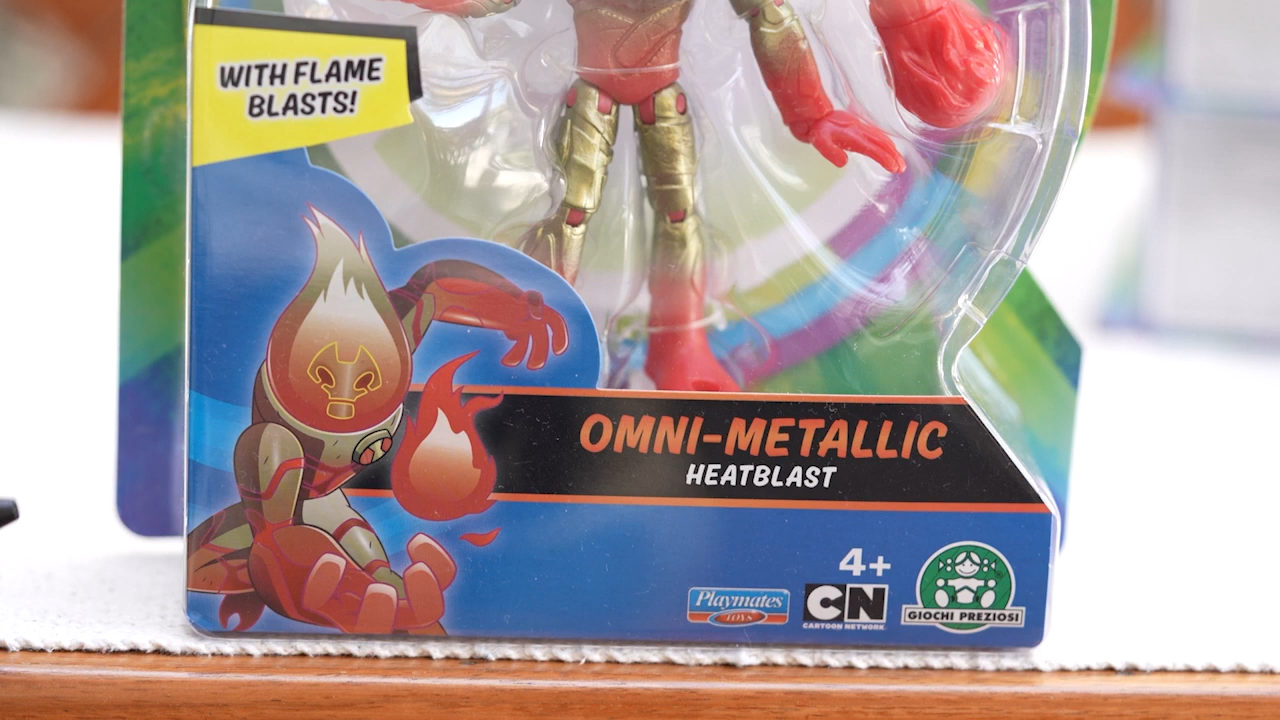 WITH FLAME
BLASTS!
OMNI-METALLIC
HEATBLAST
4+
Playmates
TOYS
CN
CARTOON NETWORK
GIOCHI PREZIOSI